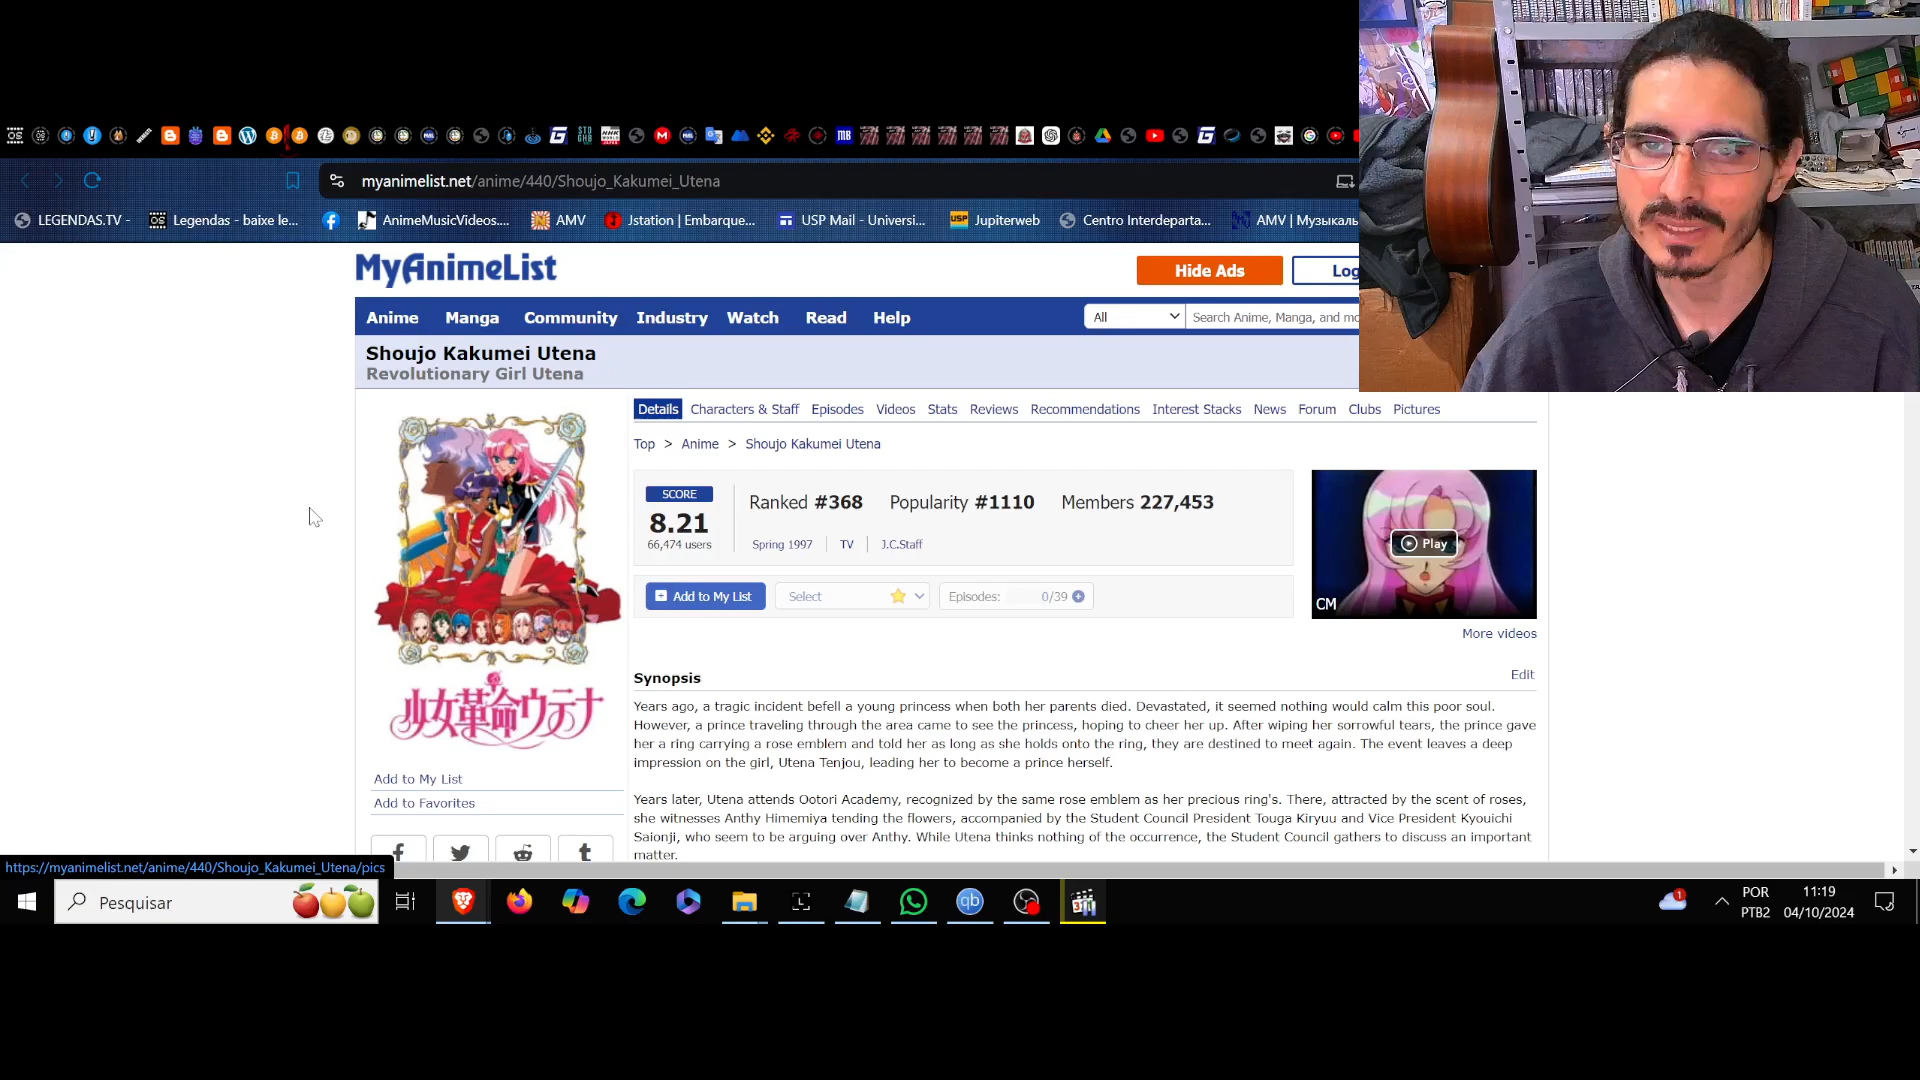 myanimelist.net/anime/440/Shoujo_Kakumei_Utena
LEGENDAS.TV -
Legendas - baixe le...
AnimeMusicVideos....
AMV
Jstation | Embarque...
USP Mail - Universi...
Jupiterweb
Centro Interdeparta...
AMV | Музыкаль
MyAnimeList
Hide Ads
Log
Anime
Manga
Community
Industry
Watch
Read
Help
All
Search Anime, Manga, and mo
Shoujo Kakumei Utena
Revolutionary Girl Utena
Details
Characters & Staff
Episodes
Videos
Stats
Reviews
Recommendations
Interest Stacks
News
Forum
Clubs
Pictures
Top > Anime > Shoujo Kakumei Utena
SCORE
8.21
66,474 users
Ranked #368
Popularity #1110
Members 227,453
Spring 1997
TV
J.C.Staff
Add to My List
Select
Episodes: 0/39
Play
CM
More videos
Synopsis
Edit
Years ago, a tragic incident befell a young princess when both her parents died. Devastated, it seemed nothing would calm this poor soul.
However, a prince traveling through the area came to see the princess, hoping to cheer her up. After wiping her sorrowful tears, the prince gave
her a ring carrying a rose emblem and told her as long as she holds onto the ring, they are destined to meet again. The event leaves a deep
impression on the girl, Utena Tenjou, leading her to become a prince herself.
Years later, Utena attends Ootori Academy, recognized by the same rose emblem as her precious ring's. There, attracted by the scent of roses,
she witnesses Anthy Himemiya tending the flowers, accompanied by the Student Council President Touga Kiryuu and Vice President Kyouichi
Saionji, who seem to be arguing over Anthy. While Utena thinks nothing of the occurrence, the Student Council gathers to discuss an important
matter.
少女革命ウテナ
Add to My List
Add to Favorites
https://myanimelist.net/anime/440/Shoujo_Kakumei_Utena/pics
Pesquisar
POR
PTB2
11:19
04/10/2024